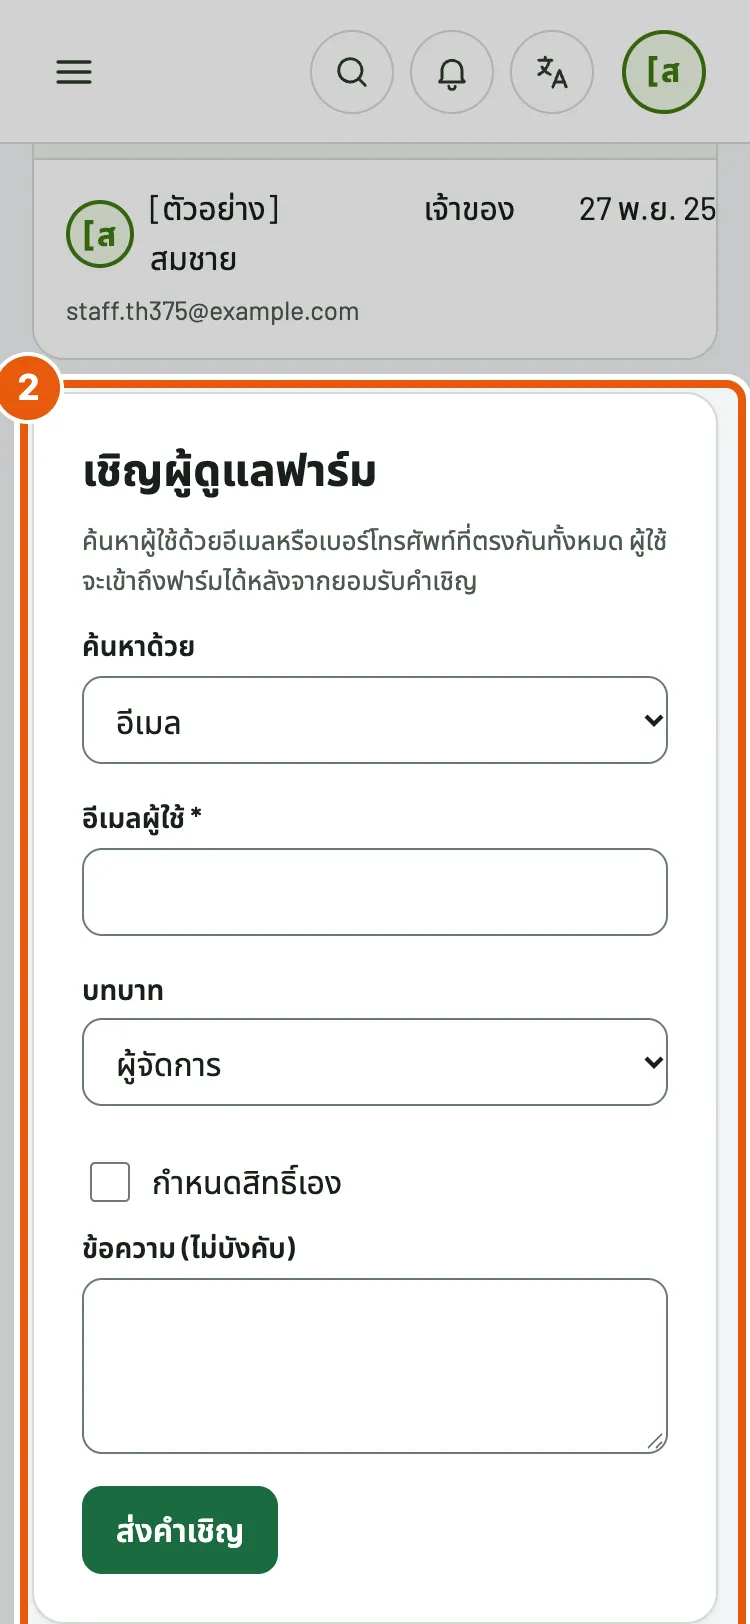 [ส
[ส
[ตัวอย่าง]
สมชาย
เจ้าของ
27 พ.ย. 25
staff.th375@example.com
2
เชิญผู้ดูแลฟาร์ม
ค้นหาผู้ใช้ด้วยอีเมลหรือเบอร์โทรศัพท์ที่ตรงกันทั้งหมด ผู้ใช้
จะเข้าถึงฟาร์มได้หลังจากยอมรับคำเชิญ
ค้นหาด้วย
อีเมล
อีเมลผู้ใช้ *
บทบาท
ผู้จัดการ
กำหนดสิทธิ์เอง
ข้อความ (ไม่บังคับ)
ส่งคำเชิญ